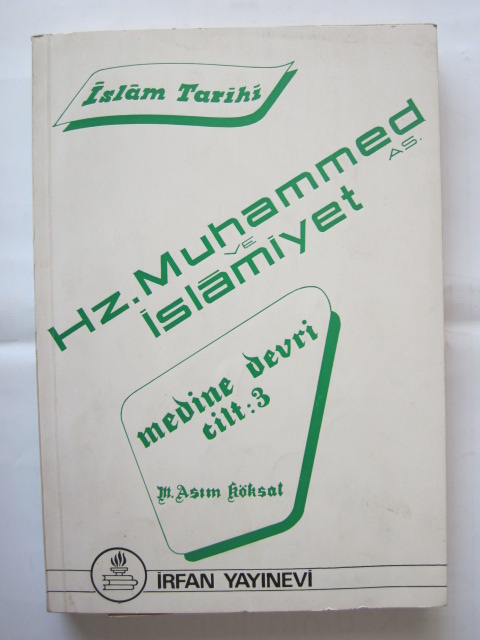 İslâm Tarihi
Hz. Muhammed
A.S.
VE
İslâmiyet
medine devri
cilt: 3
M. Asım Köksal
İRFAN YAYINEVİ